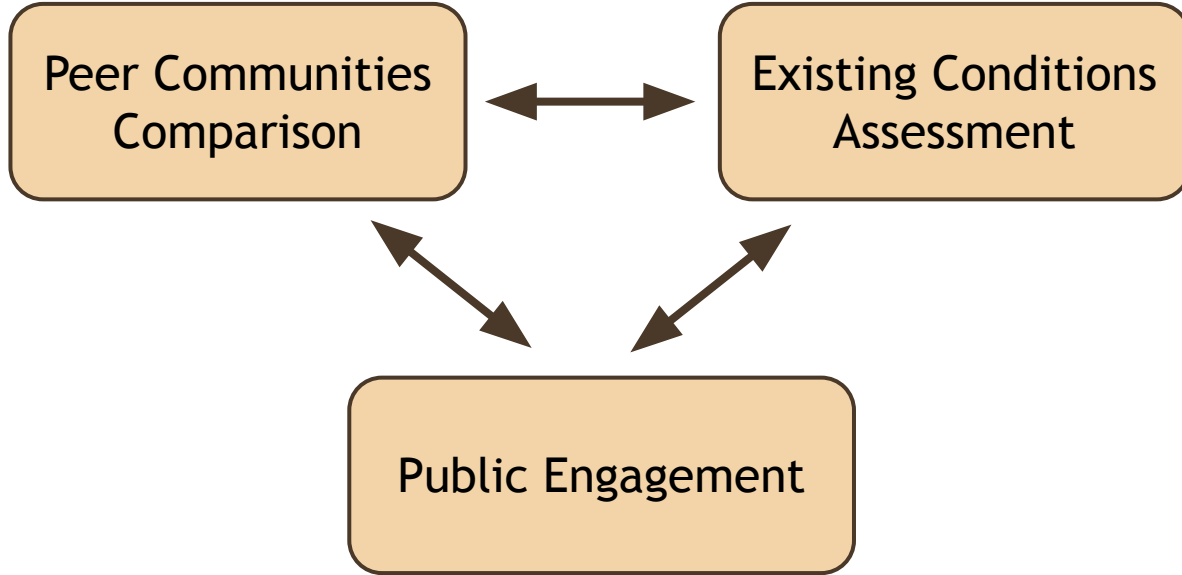 Peer Communities
Comparison
Existing Conditions
Assessment
Public Engagement